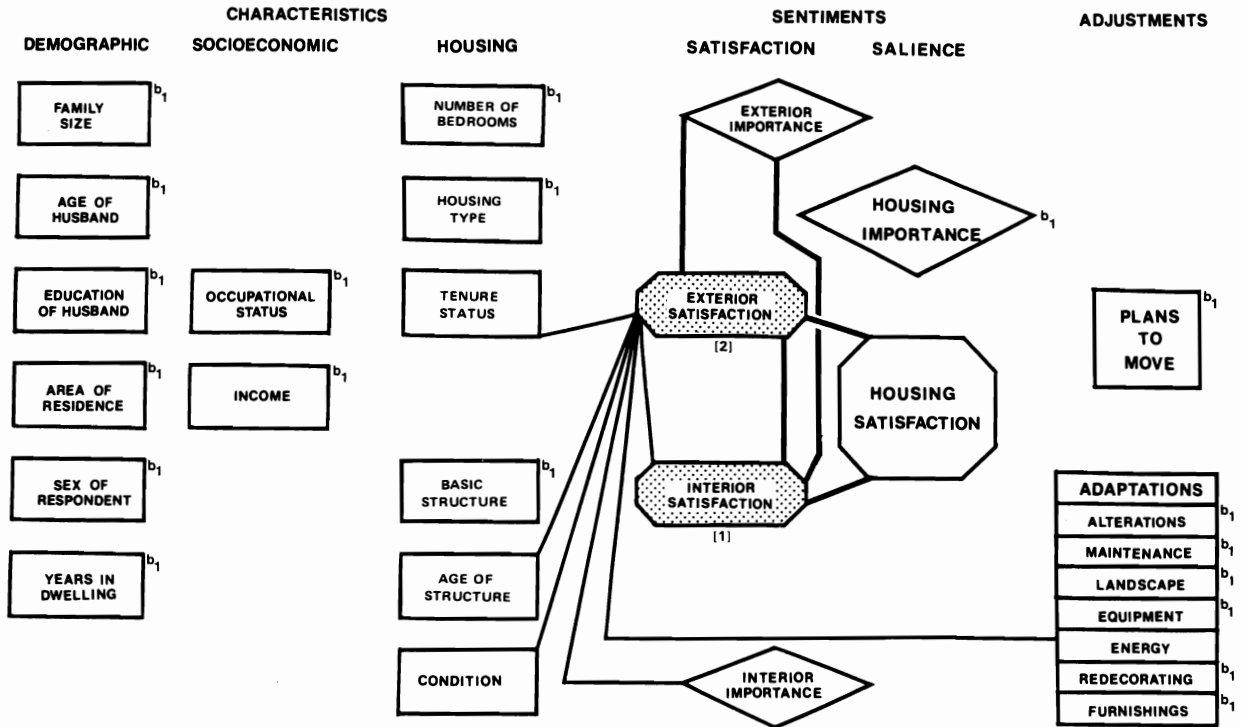 CHARACTERISTICS
SENTIMENTS
ADJUSTMENTS
DEMOGRAPHIC
SOCIOECONOMIC
HOUSING
SATISFACTION
SALIENCE
FAMILY
SIZE
b1
NUMBER OF
BEDROOMS
b1
EXTERIOR
IMPORTANCE
AGE OF
HUSBAND
b1
HOUSING
TYPE
b1
HOUSING
IMPORTANCE
b1
EDUCATION
OF HUSBAND
b1
OCCUPATIONAL
STATUS
b1
TENURE
STATUS
EXTERIOR
SATISFACTION
[2]
PLANS
TO
MOVE
b1
AREA OF
RESIDENCE
b1
INCOME
b1
HOUSING
SATISFACTION
SEX OF
RESPONDENT
b1
BASIC
STRUCTURE
b1
INTERIOR
SATISFACTION
[1]
YEARS IN
DWELLING
b1
AGE OF
STRUCTURE
CONDITION
INTERIOR
IMPORTANCE
ADAPTATIONS
ALTERATIONS b1
MAINTENANCE b1
LANDSCAPE b1
EQUIPMENT b1
ENERGY
REDECORATING b1
FURNISHINGS b1